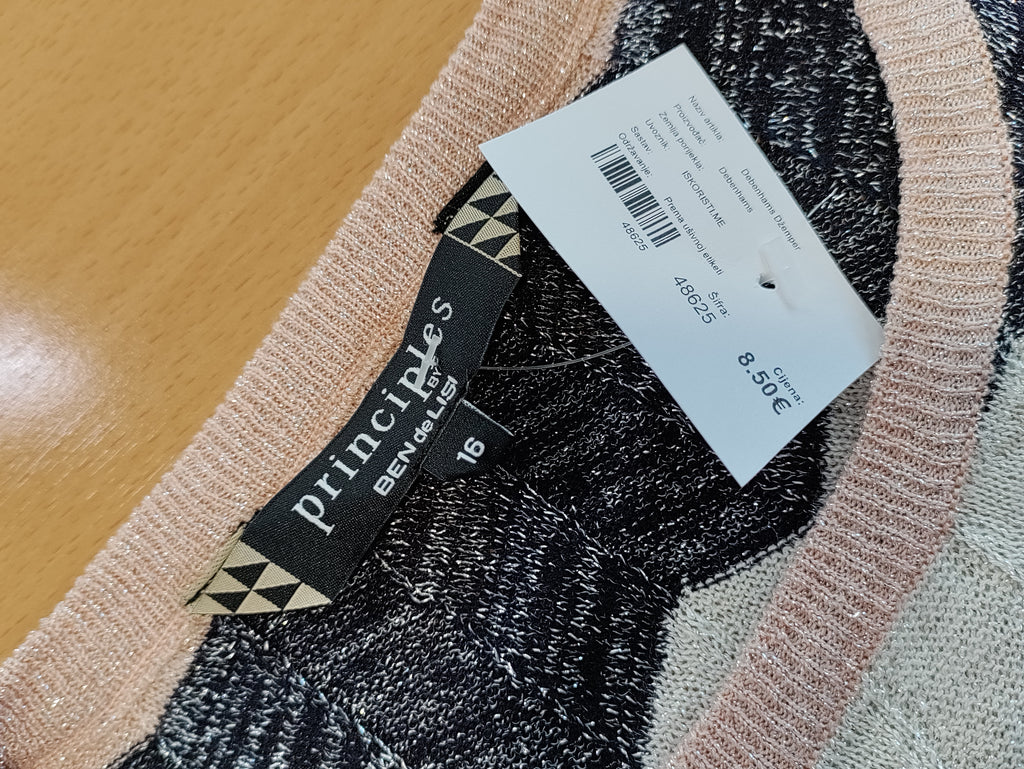 principles
BY
BEN de LISI
16
Naziv artikla: Debenhams Džemper
Proizvođač: Debenhams
Zemlja porijekla:
Uvoznik: ISKORISTI.ME
Sastav: Prema ušivnoj etiketi
Održavanje:
48625
Šifra:
48625
Cijena:
8.50€